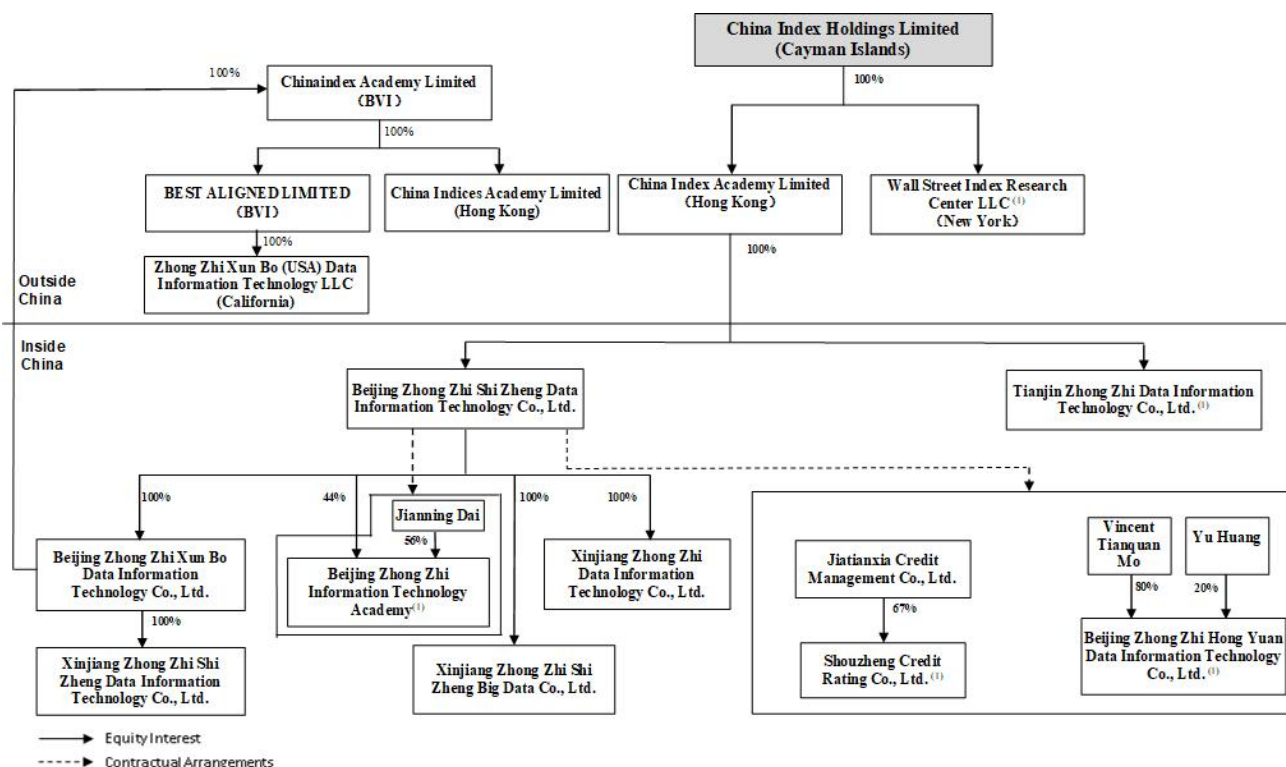 China Index Holdings Limited
(Cayman Islands)
100%
100%
Chinaindex Academy Limited
(BVI)
100%
BEST ALIGNED LIMITED
(BVI)
China Indices Academy Limited
(Hong Kong)
China Index Academy Limited
(Hong Kong)
Wall Street Index Research
Center LLC (1)
(New York)
100%
100%
Zhong Zhi Xun Bo (USA) Data
Information Technology LLC
(California)
Outside
China
Inside
China
Beijing Zhong Zhi Shi Zheng Data
Information Technology Co., Ltd.
Tianjin Zhong Zhi Data Information
Technology Co., Ltd. (1)
100%
44%
100%
100%
Jianning Dai
56%
Vincent
Tianquan
Mo
Yu Huang
Beijing Zhong Zhi Xun Bo
Data Information
Technology Co., Ltd.
Beijing Zhong Zhi
Information Technology
Academy(1)
Xinjiang Zhong Zhi
Data Information
Technology Co., Ltd.
Jiatianxia Credit
Management Co., Ltd.
80%
20%
100%
67%
Xinjiang Zhong Zhi Shi
Zheng Data Information
Technology Co., Ltd.
Xinjiang Zhong Zhi Shi
Zheng Big Data Co., Ltd.
Shouzheng Credit
Rating Co., Ltd. (1)
Beijing Zhong Zhi Hong Yuan
Data Information Technology
Co., Ltd. (1)
Equity Interest
Contractual Arrangements